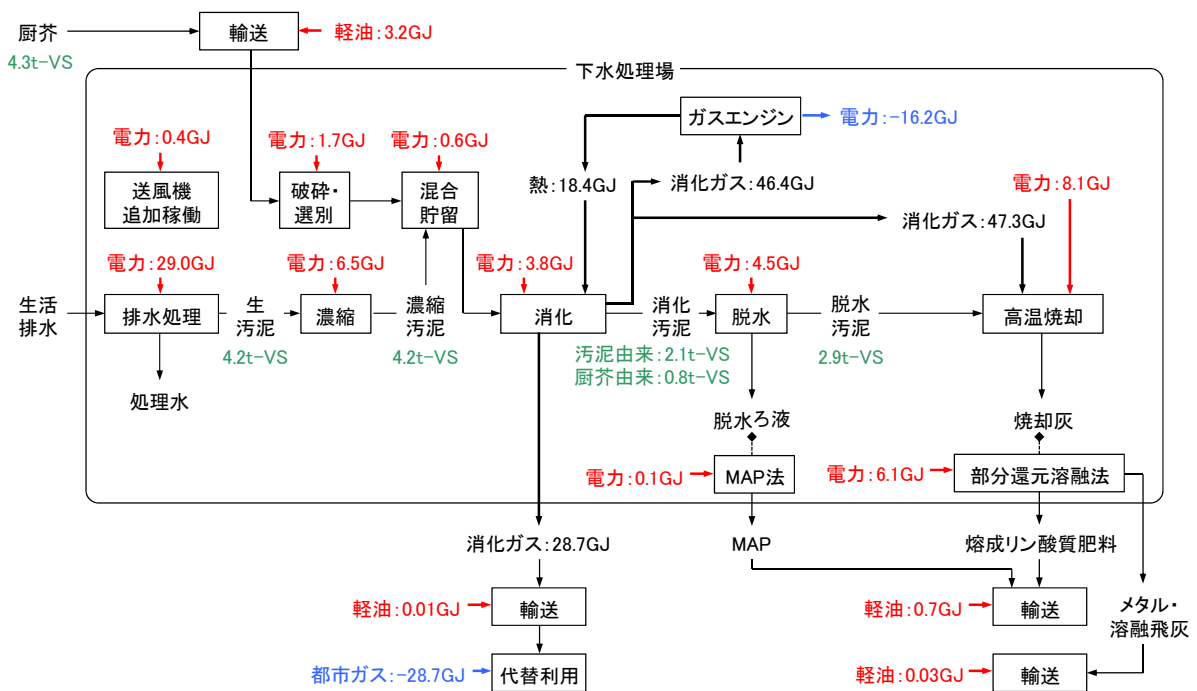 厨芥
4.3t-VS
輸送
軽油:3.2GJ
下水処理場
ガスエンジン
電力:-16.2GJ
電力:0.4GJ
電力:1.7GJ
電力:0.6GJ
送風機
追加稼働
破砕・
選別
混合
貯留
熱:18.4GJ
消化ガス:46.4GJ
電力:8.1GJ
消化ガス:47.3GJ
電力:29.0GJ
電力:6.5GJ
電力:3.8GJ
電力:4.5GJ
生活
排水
排水処理
生
汚泥
4.2t-VS
濃縮
濃縮
汚泥
4.2t-VS
消化
消化
汚泥
汚泥由来:2.1t-VS
厨芥由来:0.8t-VS
脱水
脱水
汚泥
2.9t-VS
高温焼却
処理水
脱水ろ液
焼却灰
電力:0.1GJ
MAP法
電力:6.1GJ
部分還元溶融法
消化ガス:28.7GJ
MAP
熔成リン酸質肥料
軽油:0.01GJ
輸送
軽油:0.7GJ
輸送
メタル・
溶融飛灰
都市ガス:-28.7GJ
代替利用
軽油:0.03GJ
輸送